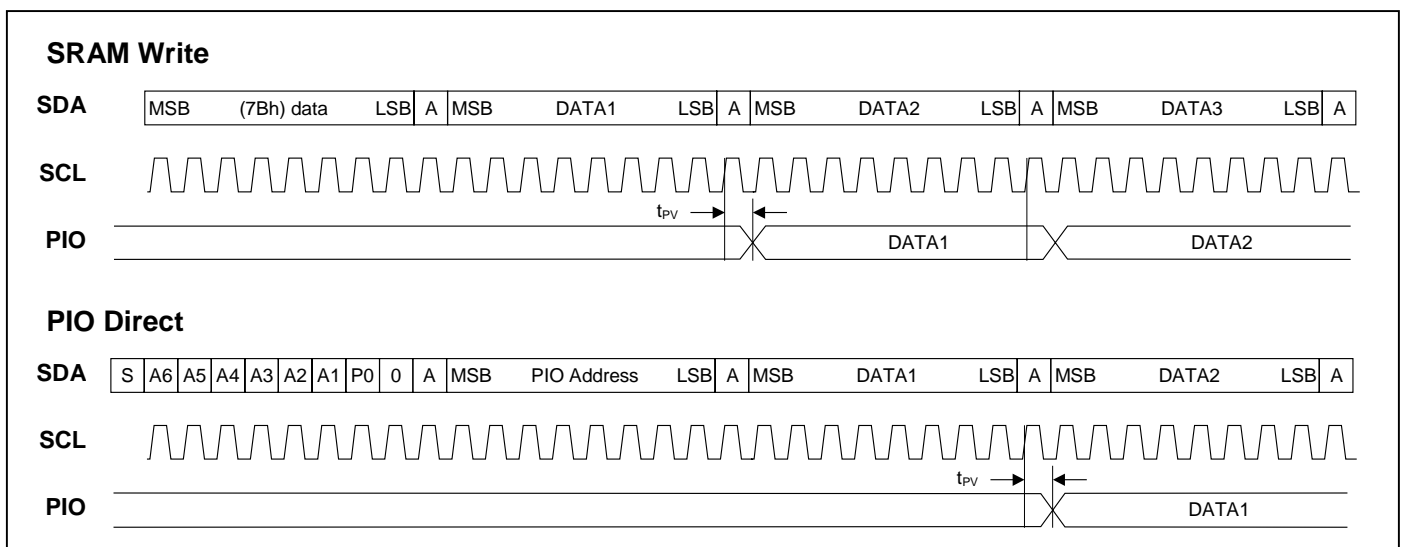 SRAM Write
SDA MSB (7Bh) data LSB A MSB DATA1 LSB A MSB DATA2 LSB A MSB DATA3 LSB A
SCL
tPV
PIO DATA1 DATA2
PIO Direct
SDA S A6 A5 A4 A3 A2 A1 P0 0 A MSB PIO Address LSB A MSB DATA1 LSB A MSB DATA2 LSB A
SCL
tPV
PIO DATA1